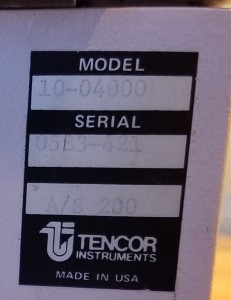 MODEL
10-04000
SERIAL
0583-421
A/S 200
TENCOR
INSTRUMENTS
MADE IN USA